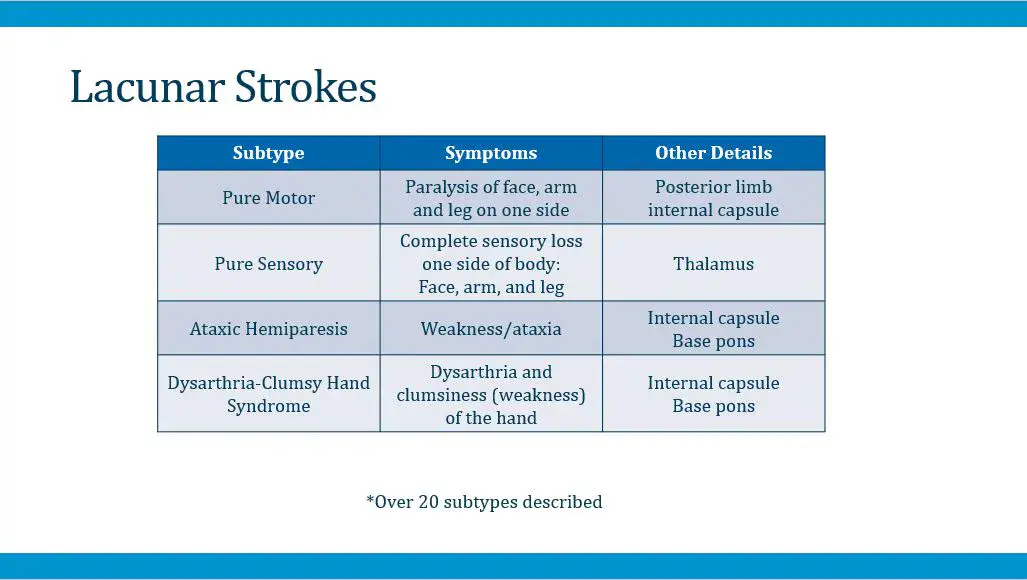 Lacunar Strokes
Subtype Symptoms Other Details
Pure Motor
Paralysis of face, arm
and leg on one side
Posterior limb
internal capsule
Pure Sensory
Complete sensory loss
one side of body:
Face, arm, and leg
Thalamus
Ataxic Hemiparesis
Weakness/ataxia
Internal capsule
Base pons
Dysarthria-Clumsy Hand
Syndrome
Dysarthria and
clumsiness (weakness)
of the hand
Internal capsule
Base pons
*Over 20 subtypes described